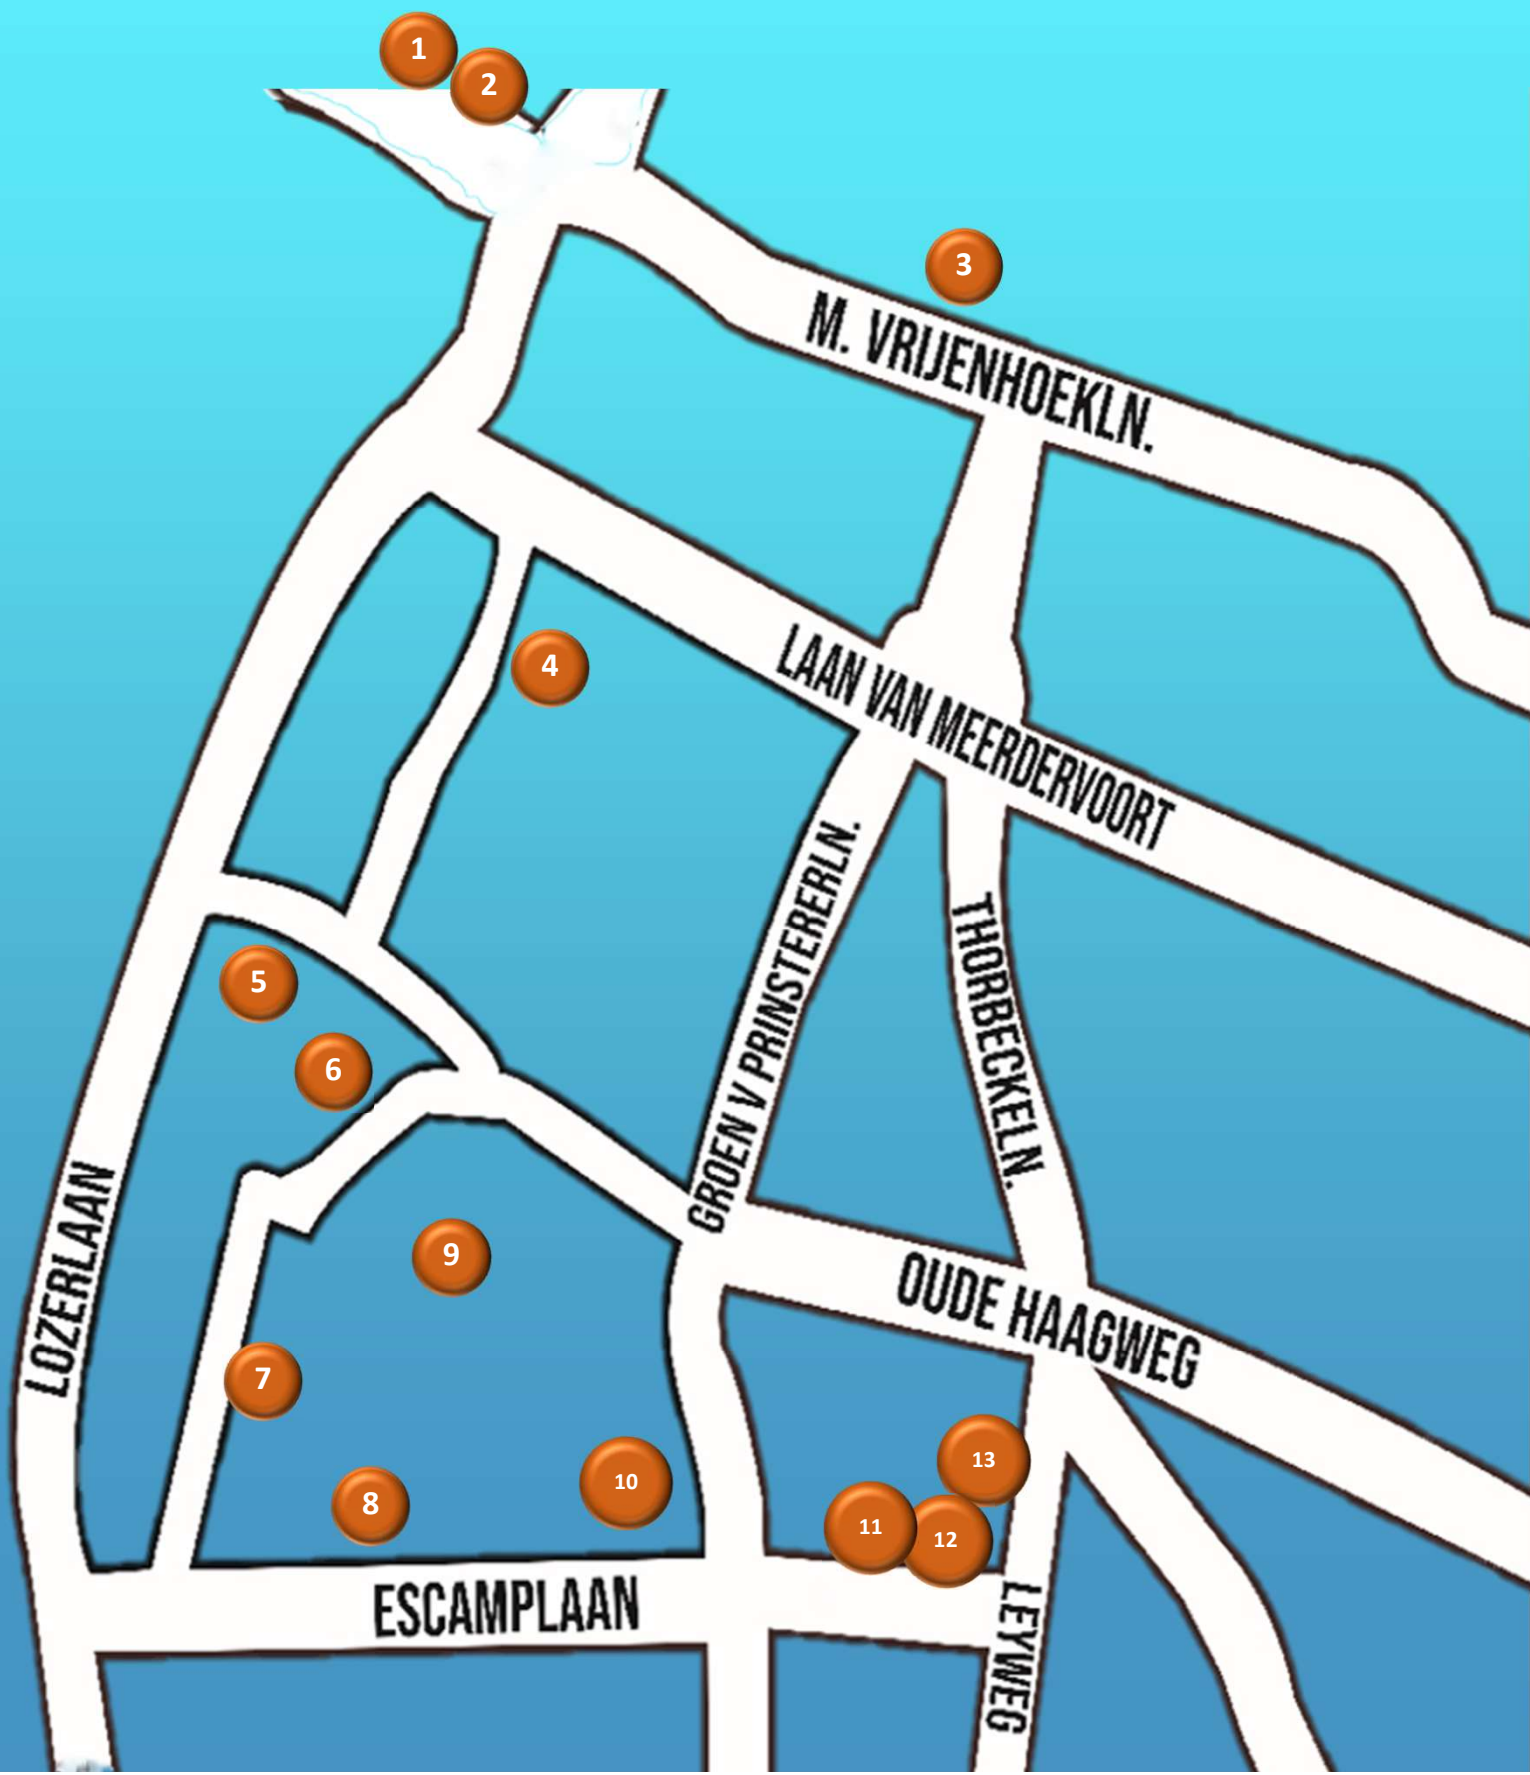 1
2
3
M. VRIJENHOEKLN.
4
LAAN VAN MEERDERVOORT
GROEN V PRINSTERERLN.
THORBECKELN.
5
6
LOZERLAAN
9
OUDE HAAGWEG
7
8
10
13
11
12
ESCAMPLAAN
LEYWEG